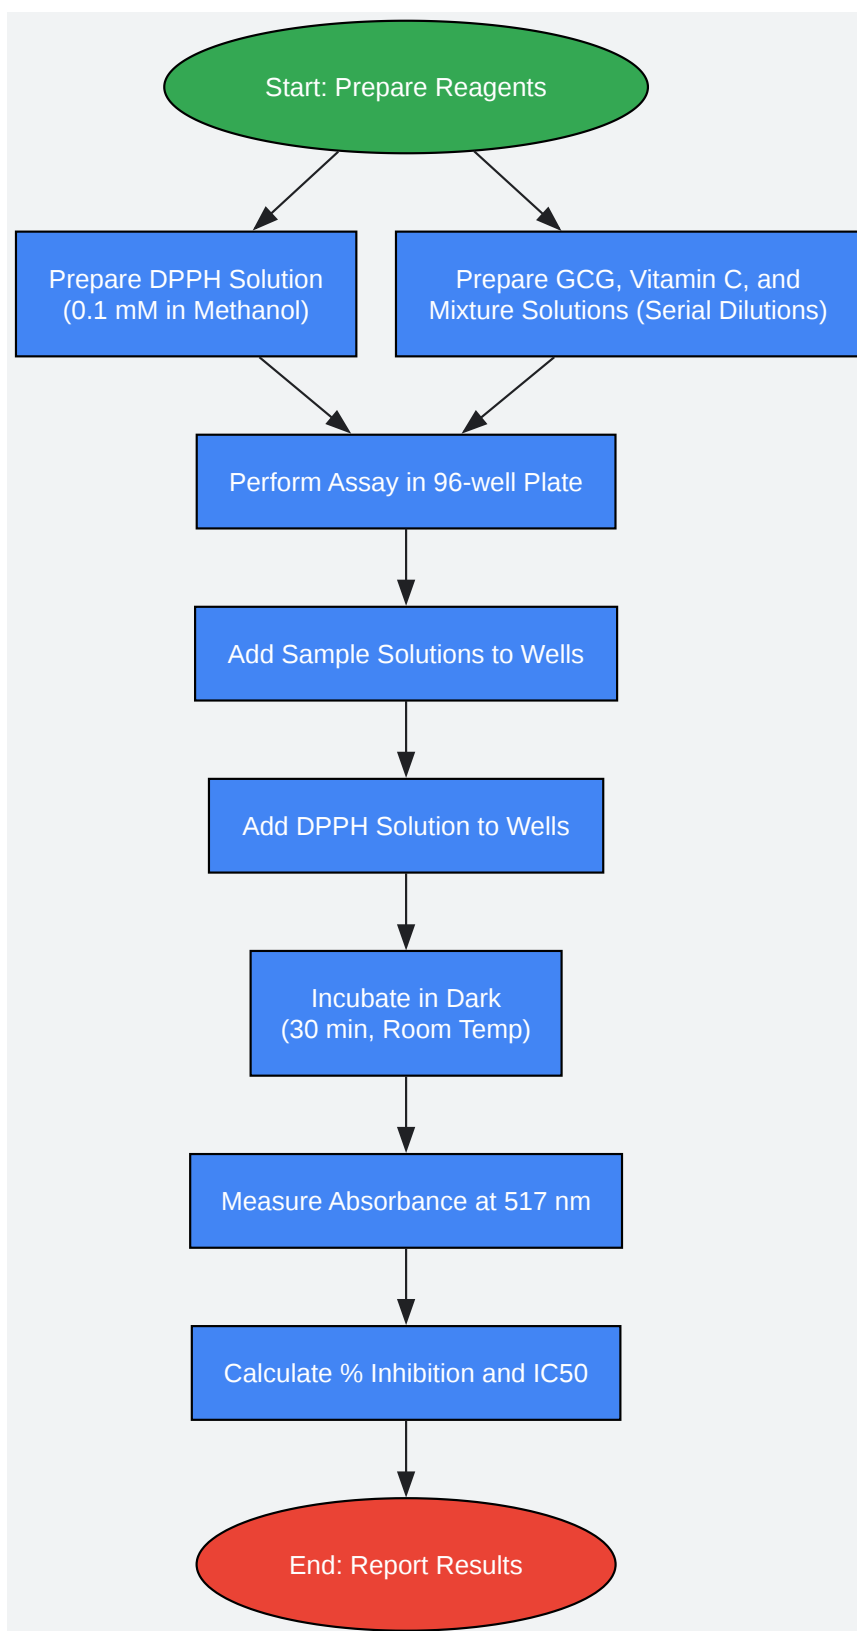 Start: Prepare Reagents
Prepare DPPH Solution
(0.1 mM in Methanol)
Prepare GCG, Vitamin C, and
Mixture Solutions (Serial Dilutions)
Perform Assay in 96-well Plate
Add Sample Solutions to Wells
Add DPPH Solution to Wells
Incubate in Dark
(30 min, Room Temp)
Measure Absorbance at 517 nm
Calculate % Inhibition and IC50
End: Report Results